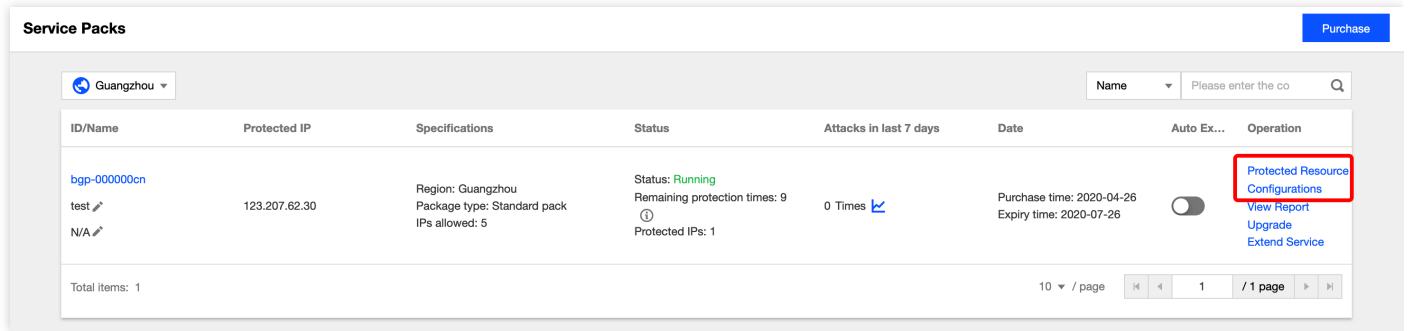 Service Packs
Purchase
Guangzhou
Name
Please enter the co
ID/Name Protected IP Specifications Status Attacks in last 7 days Date Auto Ex... Operation
bgp-000000cn
test
N/A
123.207.62.30
Region: Guangzhou
Package type: Standard pack
IPs allowed: 5
Status: Running
Remaining protection times: 9
Protected IPs: 1
0 Times
Purchase time: 2020-04-26
Expiry time: 2020-07-26
Protected Resource
Configurations
View Report
Upgrade
Extend Service
Total items: 1
10 / page
1 / 1 page